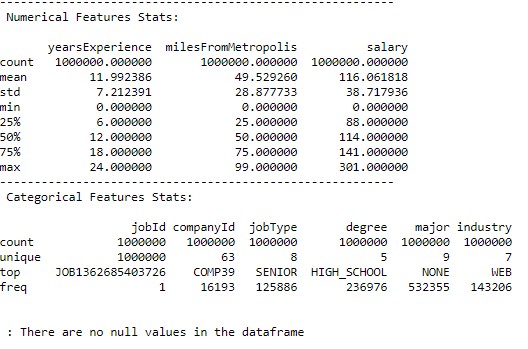 ------------------------------------------------------------
Numerical Features Stats:
yearsExperience milesFromMetropolis salary
count 1000000.000000 1000000.000000 1000000.000000
mean 11.992386 49.529260 116.061818
std 7.212391 28.877733 38.717936
min 0.000000 0.000000 0.000000
25% 6.000000 25.000000 88.000000
50% 12.000000 50.000000 114.000000
75% 18.000000 75.000000 141.000000
max 24.000000 99.000000 301.000000
------------------------------------------------------------
Categorical Features Stats:
jobId companyId jobType degree major industry
count 1000000 1000000 1000000 1000000 1000000 1000000
unique 1000000 63 8 5 9 7
top JOB1362685403726 COMP39 SENIOR HIGH_SCHOOL NONE WEB
freq 1 16193 125886 236976 532355 143206
: There are no null values in the dataframe